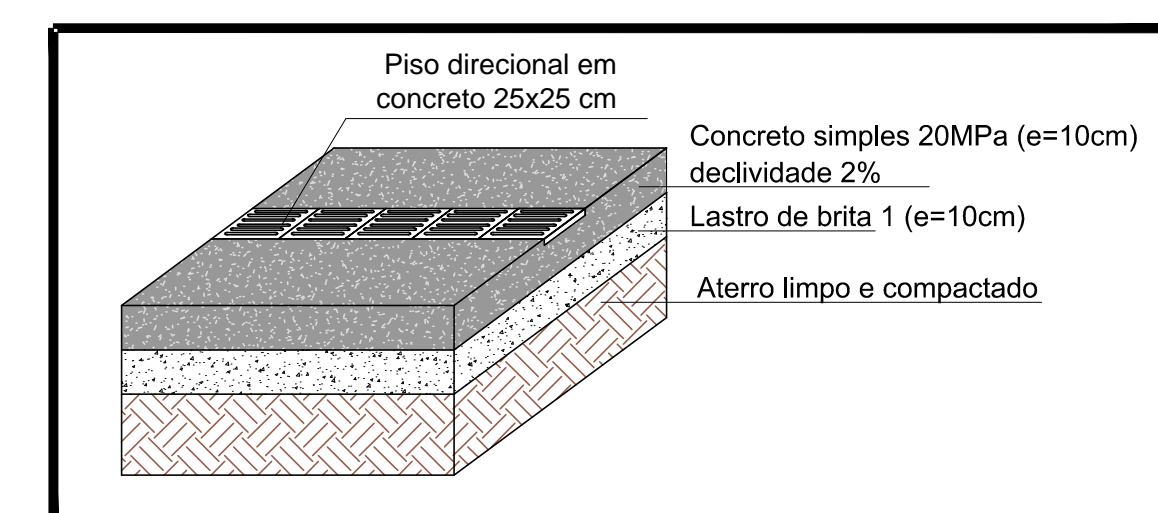 Piso direcional em
concreto 25x25 cm
Concreto simples 20MPa (e=10cm)
declividade 2%
Lastro de brita 1 (e=10cm)
Aterro limpo e compactado